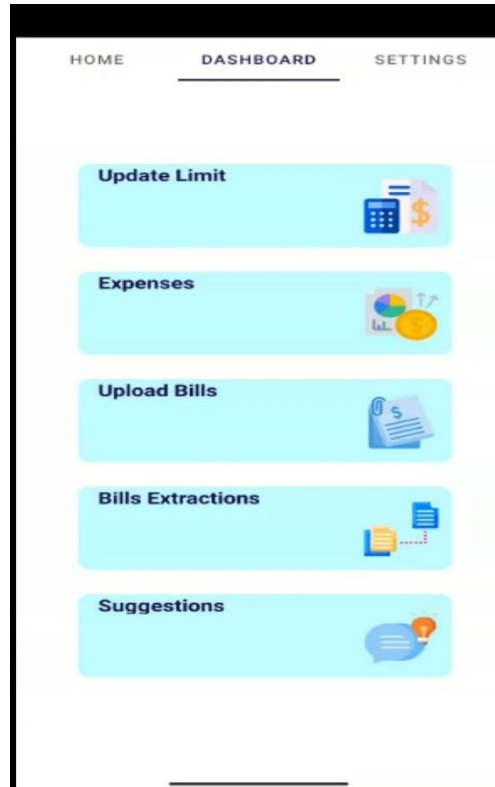 HOME DASHBOARD SETTINGS
Update Limit
$
Expenses
$
Upload Bills
$
Bills Extractions
Suggestions